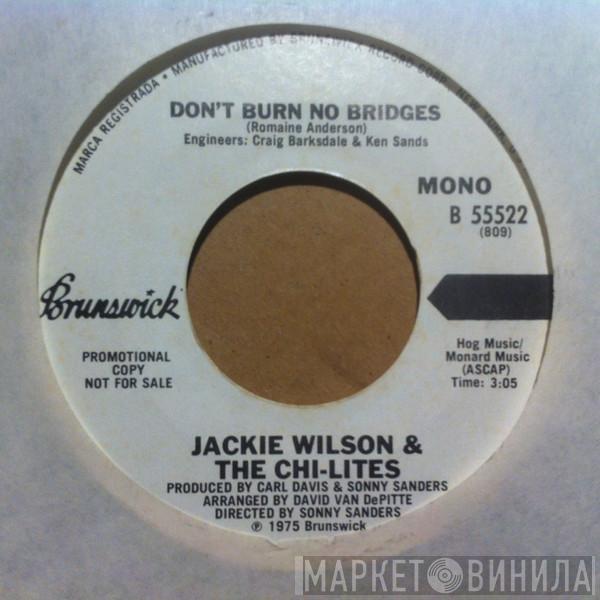 MARCA REGISTRADA • MANUFACTURED BY BRUNSWICK RECORD CORP. NEW YORK
DON'T BURN NO BRIDGES
(Romaine Anderson)
Engineers: Craig Barksdale & Ken Sands
MONO
B 55522
(809)
Brunswick
PROMOTIONAL
COPY
NOT FOR SALE
Hog Music/
Monard Music
(ASCAP)
Time: 3:05
JACKIE WILSON &
THE CHI-LITES
PRODUCED BY CARL DAVIS & SONNY SANDERS
ARRANGED BY DAVID VAN DePITTE
DIRECTED BY SONNY SANDERS
℗ 1975 Brunswick
МАРКЕТ ВИНИЛА